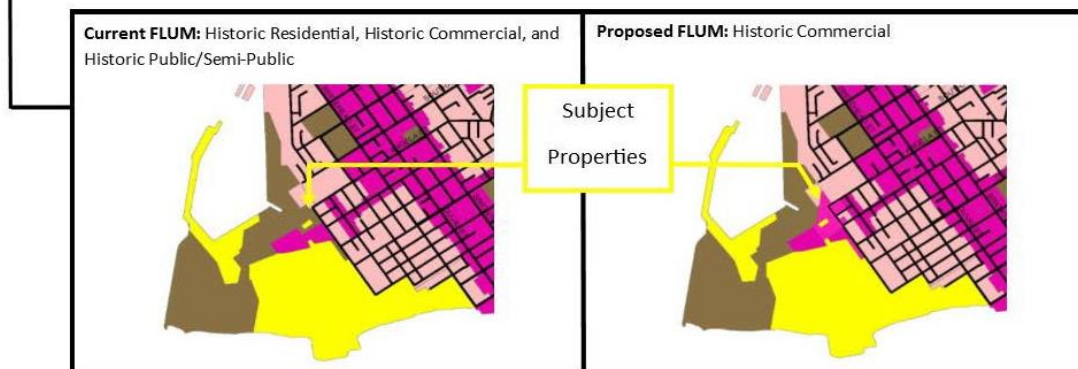 Current FLUM: Historic Residential, Historic Commercial, and
Historic Public/Semi-Public
Proposed FLUM: Historic Commercial
Subject
Properties